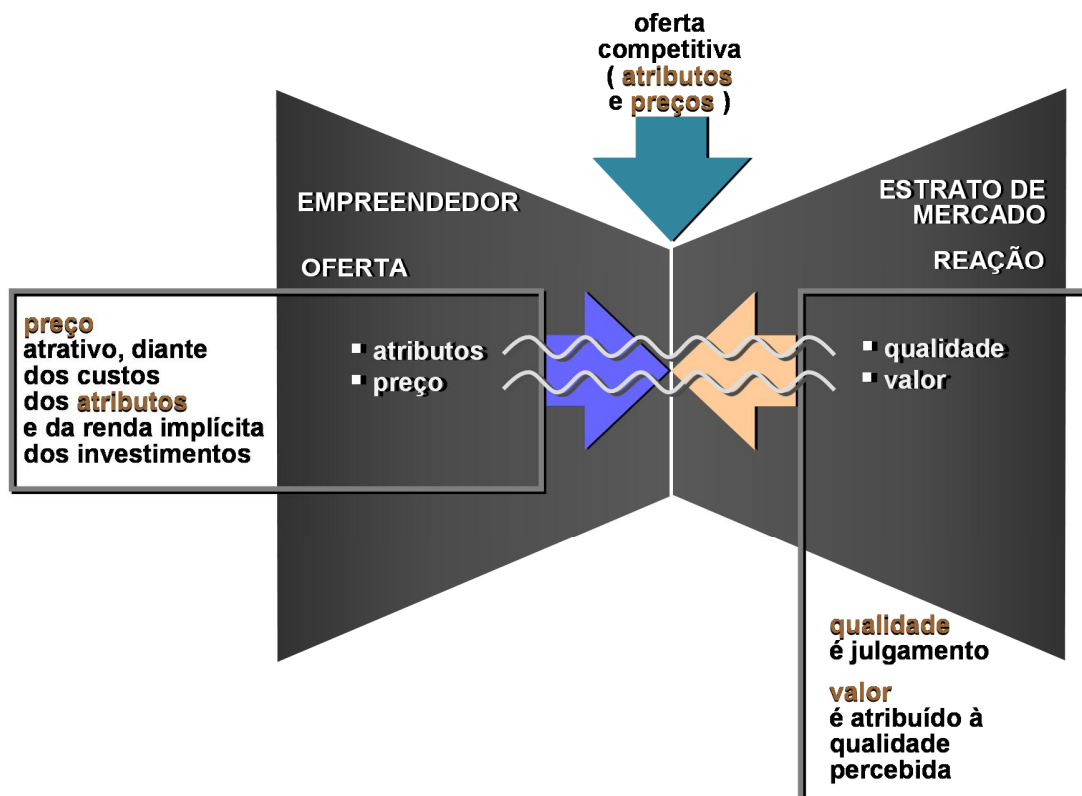 oferta
competitiva
( atributos
e preços )
EMPREENDEDOR
OFERTA
preço
atrativo, diante
dos custos
dos atributos
e da renda implícita
dos investimentos
▪ atributos
▪ preço
ESTRATO DE
MERCADO
REAÇÃO
▪ qualidade
▪ valor
qualidade
é julgamento
valor
é atribuído à
qualidade
percebida